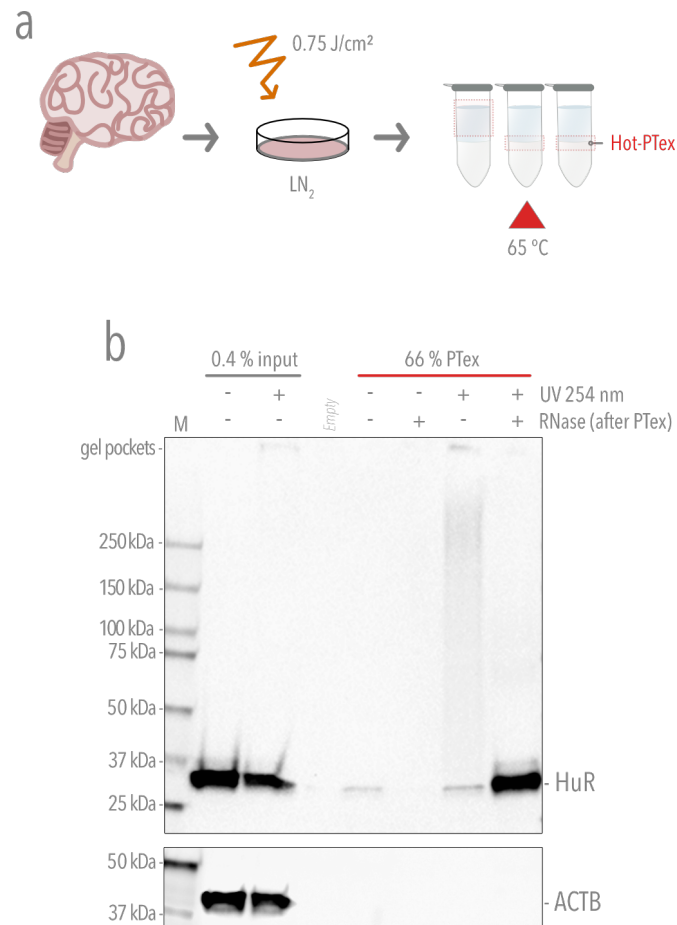 a
0.75 J/cm²
LN₂
Hot-PTex
65 ºC
b
0.4 % input
66 % PTex
- + - - + + UV 254 nm
M - - Empty - + - + RNase (after PTex)
gel pockets -
250 kDa -
150 kDa -
100 kDa -
75 kDa -
50 kDa -
37 kDa -
- HuR
25 kDa -
50 kDa -
- ACTB
37 kDa -